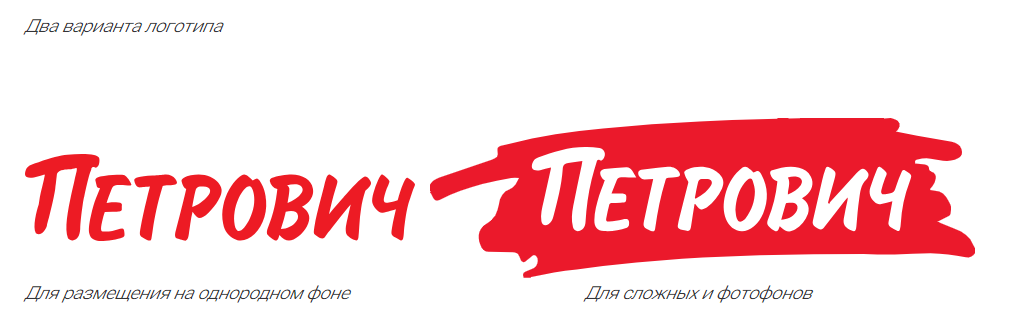 Два варианта логотипа
ПЕТРОВИЧ
ПЕТРОВИЧ
Для размещения на однородном фоне
Для сложных и фотофонов